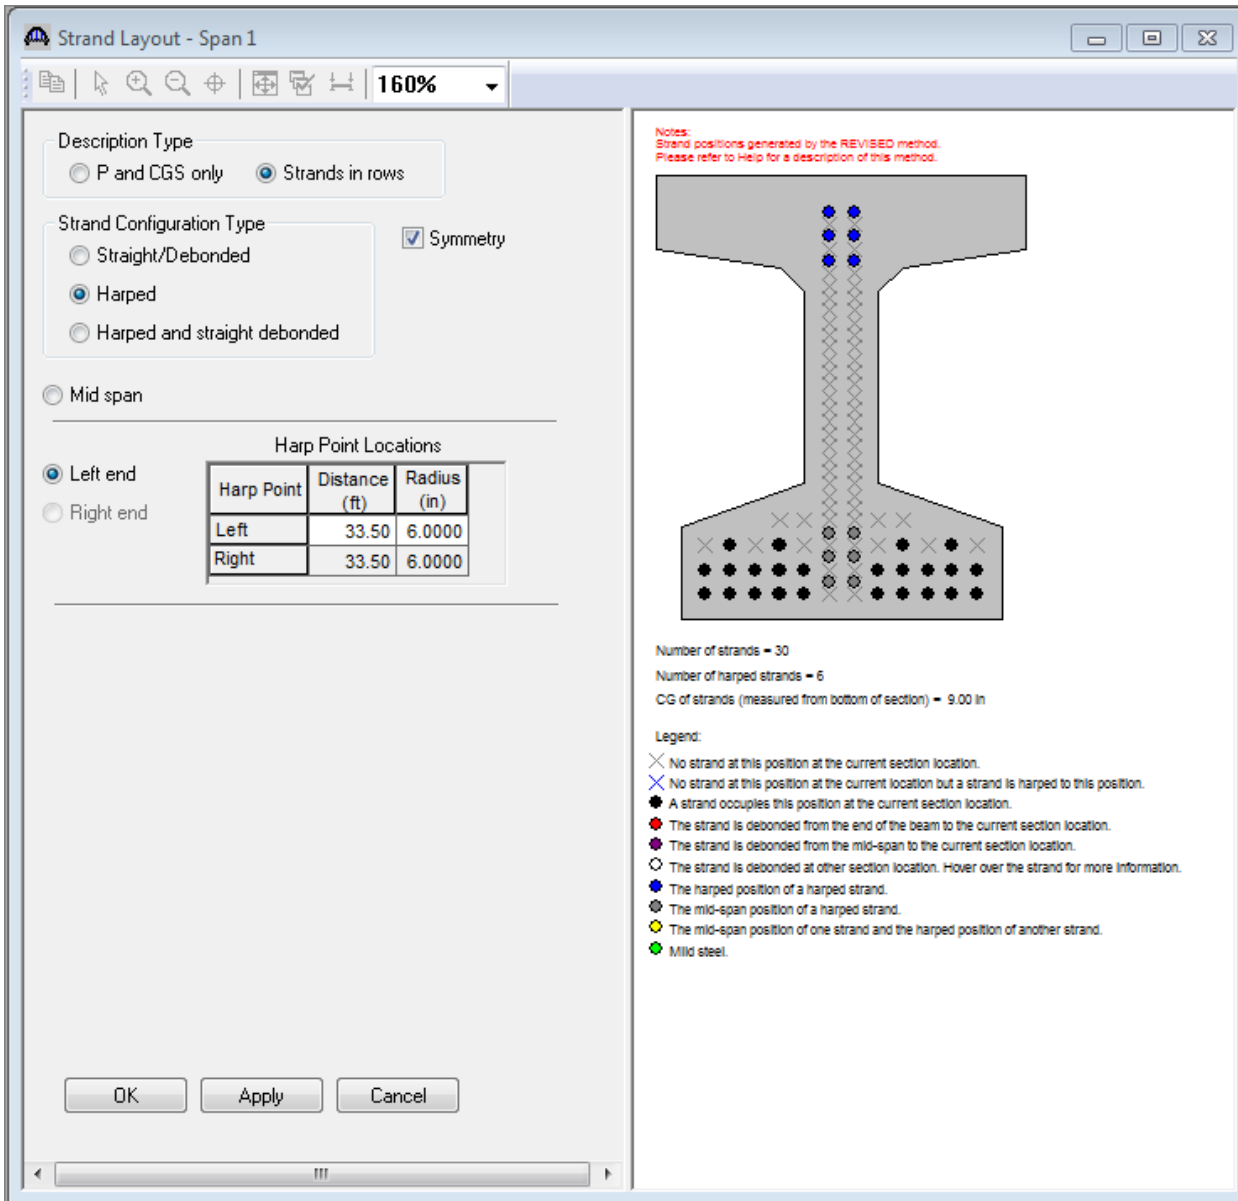 Strand Layout - Span 1
160%
Description Type
P and CGS only
Strands in rows
Strand Configuration Type
Straight/Debonded
Symmetry
Harped
Harped and straight debonded
Mid span
Harp Point Locations
Left end
Right end
Harp Point Distance (ft) Radius (in)
Left 33.50 6.0000
Right 33.50 6.0000
OK Apply Cancel
Notes:
Strand positions generated by the REVISED method.
Please refer to Help for a description of this method.
Number of strands = 30
Number of harped strands = 6
CG of strands (measured from bottom of section) = 9.00 in
Legend:
No strand at this position at the current section location.
No strand at this position at the current location but a strand is harped to this position.
A strand occupies this position at the current section location.
The strand is debonded from the end of the beam to the current section location.
The strand is debonded from the mid-span to the current section location.
The strand is debonded at other section location. Hover over the strand for more information.
The harped position of a harped strand.
The mid-span position of a harped strand.
The mid-span position of one strand and the harped position of another strand.
Mild steel.